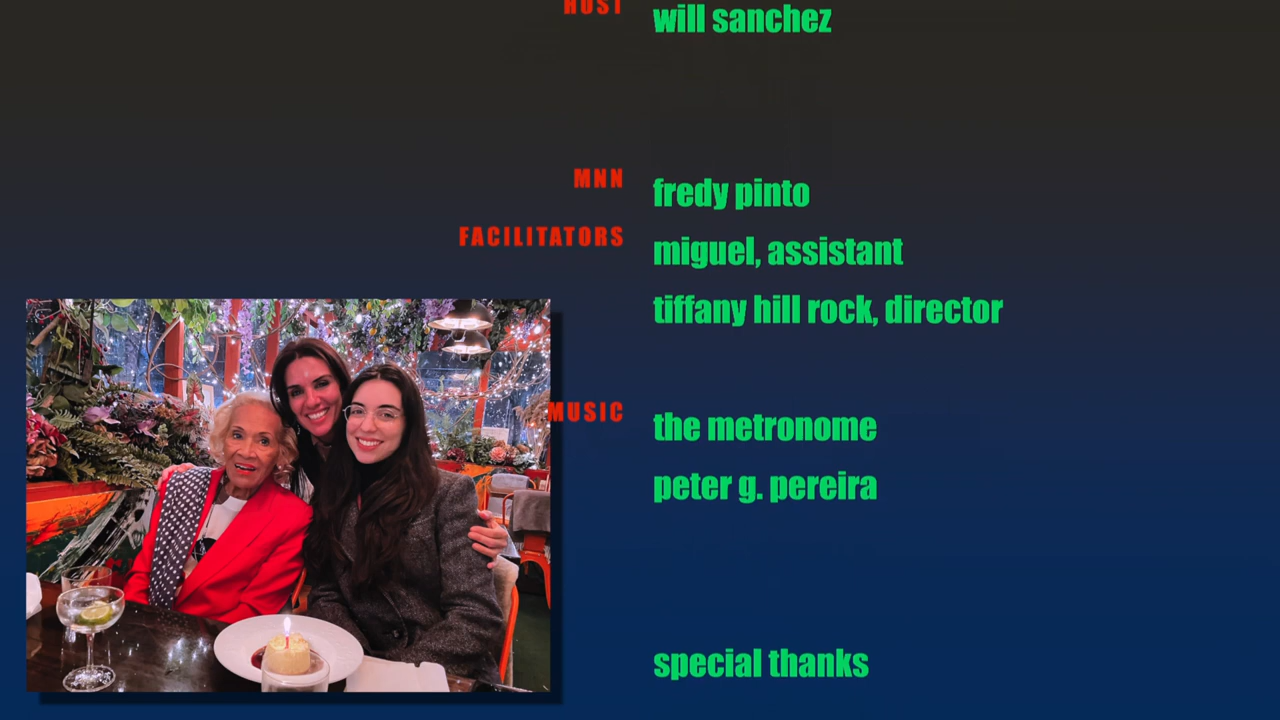 HOST will sanchez
MNN fredy pinto
FACILITATORS miguel, assistant
tiffany hill rock, director
MUSIC the metronome
peter g. pereira
special thanks